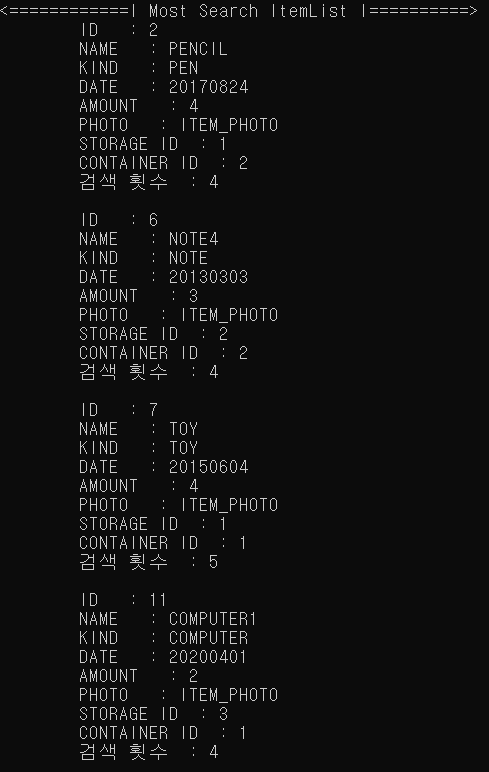 <============| Most Search ItemList |==========>
ID   : 2
NAME   : PENCIL
KIND   : PEN
DATE   : 20170824
AMOUNT   : 4
PHOTO   : ITEM_PHOTO
STORAGE ID  : 1
CONTAINER ID  : 2
검색 횟수  : 4
ID   : 6
NAME   : NOTE4
KIND   : NOTE
DATE   : 20130303
AMOUNT   : 3
PHOTO   : ITEM_PHOTO
STORAGE ID  : 2
CONTAINER ID  : 2
검색 횟수  : 4
ID   : 7
NAME   : TOY
KIND   : TOY
DATE   : 20150604
AMOUNT   : 4
PHOTO   : ITEM_PHOTO
STORAGE ID  : 1
CONTAINER ID  : 1
검색 횟수  : 5
ID   : 11
NAME   : COMPUTER1
KIND   : COMPUTER
DATE   : 20200401
AMOUNT   : 2
PHOTO   : ITEM_PHOTO
STORAGE ID  : 3
CONTAINER ID  : 1
검색 횟수  : 4